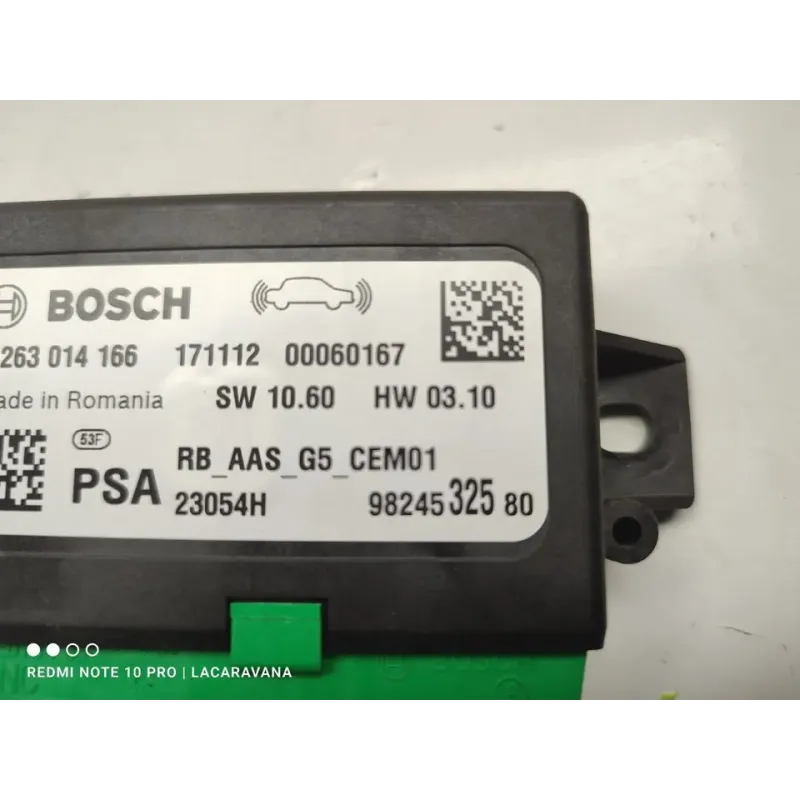 BOSCH
263 014 166 171112 00060167
ade in Romania SW 10.60 HW 03.10
53F
PSA RB_AAS_G5_CEM01
23054H 98245 325 80
REDMI NOTE 10 PRO | LACARAVANA